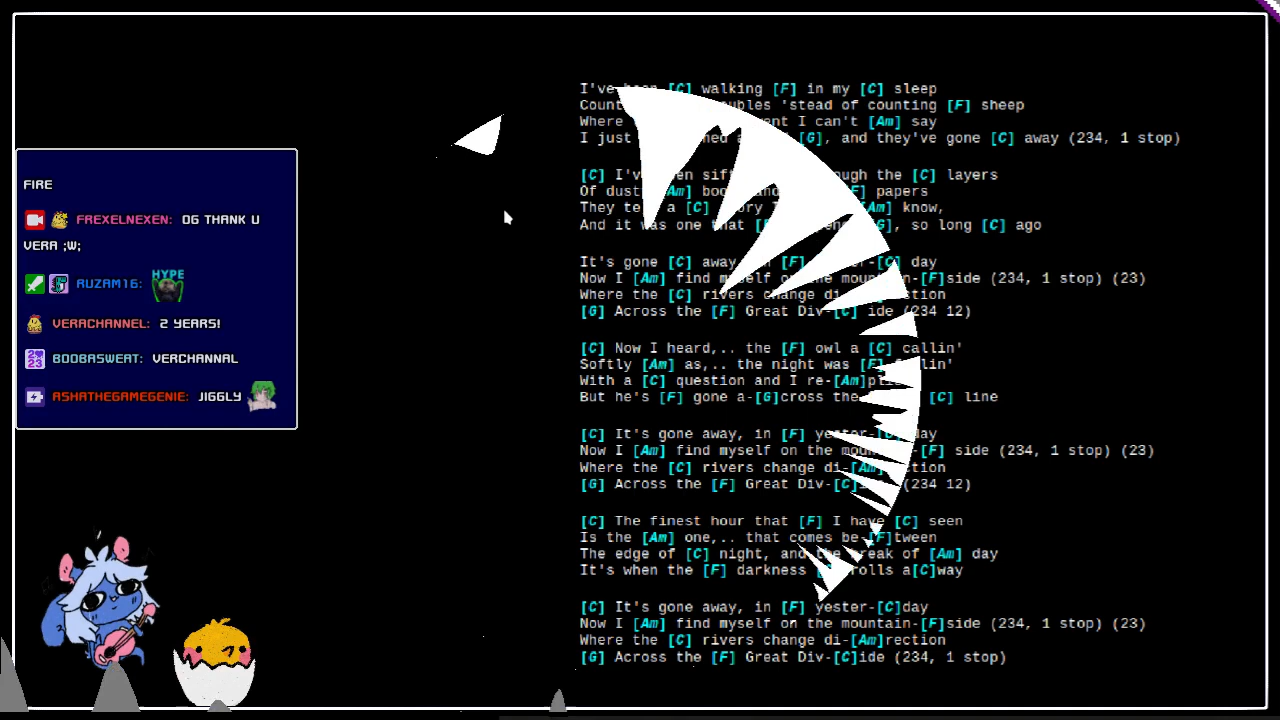 FIRE
FREXELNEXEN: OG THANK U
VERA ;W;
HYPE
RUZAM16:
VERACHANNEL: 2 YEARS!
BOOBASWEAT: VERCHANNAL
ASHATHEGAMEGENIE: JIGGLY
I've [C] walking [F] in my [C] sleep
'stead of counting [F] sheep
Where I can't [Am] say
I just [G], and they've gone [C] away (234, 1 stop)
[C] the [C] layers
Of papers
They a [C] know,
And it was one that so long [C] ago
It's gone [C] day
Now I [Am] find myself on the mountain-[F]side (234, 1 stop) (23)
Where the [C] rivers change
[G] Across the [F] Great Div-[C] ide (234 12)
[C] Now I heard,.. the [F] owl a [C] callin'
Softly [Am] as,.. the night was [F]
With a [C] question and I re-[Am]
But he's [F] gone a-[G]cross the [C] line
[C] It's gone away, in [F] day
Now I [Am] find myself on the mountain-[F] side (234, 1 stop) (23)
Where the [C] rivers change di-[Am]
[G] Across the [F] Great Div-[C] (234 12)
[C] The finest hour that [F] I have [C] seen
Is the [Am] one,.. that comes be-[F]tween
The edge of [C] night, and the break of [Am] day
It's when the [F] darkness rolls a[C]way
[C] It's gone away, in [F] yester-[C]day
Now I [Am] find myself on the mountain-[F]side (234, 1 stop) (23)
Where the [C] rivers change di-[Am]rection
[G] Across the [F] Great Div-[C]ide (234, 1 stop)